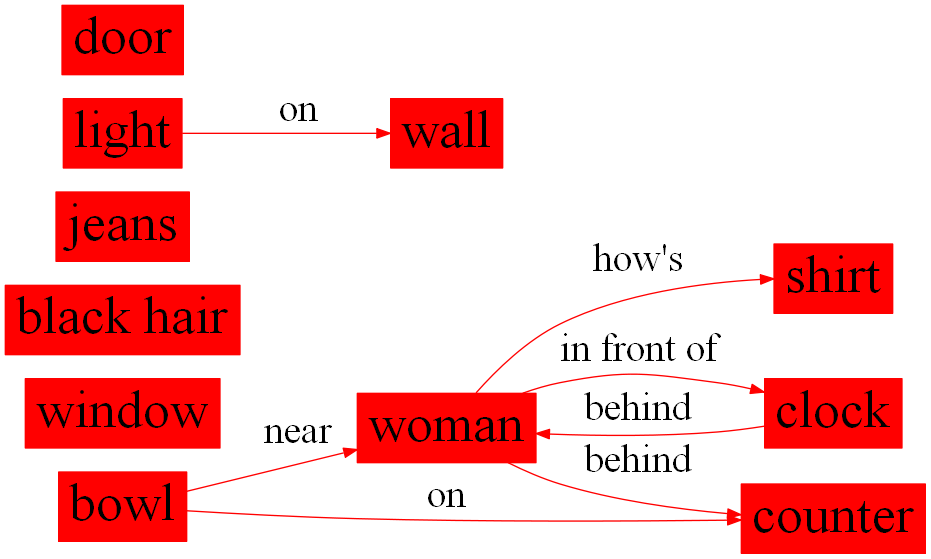 door
light
on
wall
jeans
how's
shirt
black hair
in front of
window
near
woman
behind
clock
behind
bowl
on
counter